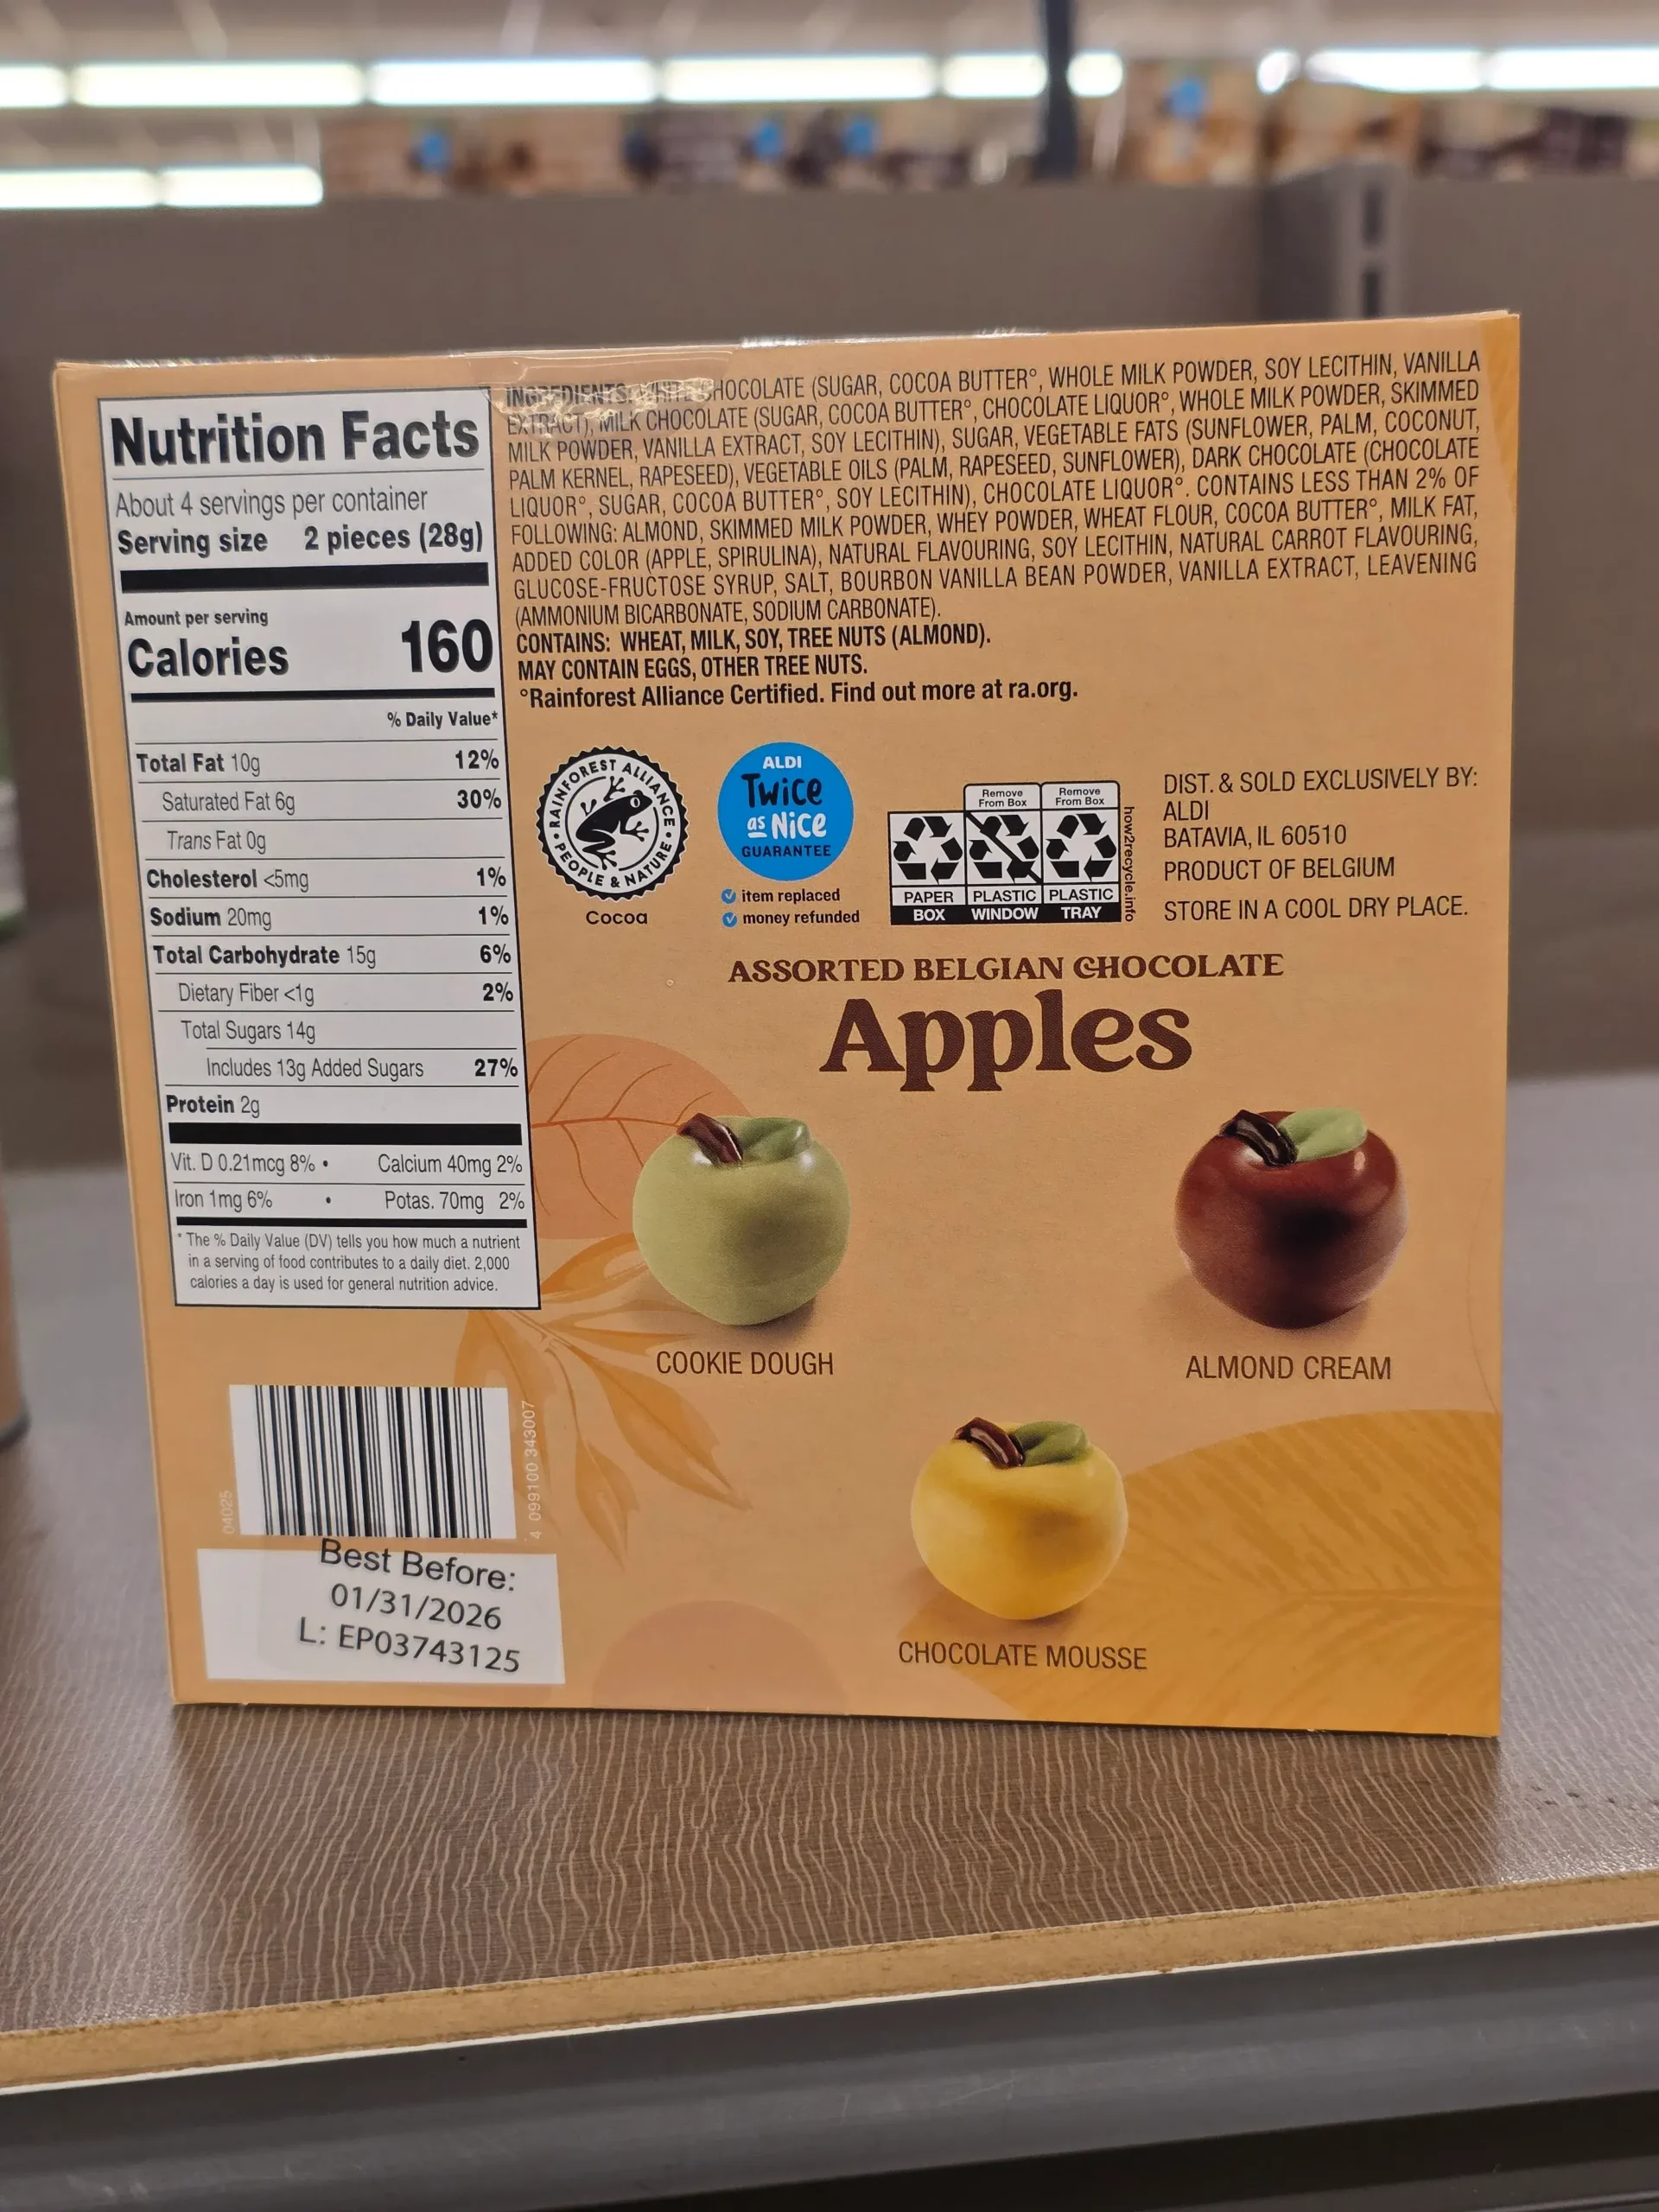 Nutrition Facts
About 4 servings per container
Serving size 2 pieces (28g)
Amount per serving
Calories 160
% Daily Value*
Total Fat 10g 12%
Saturated Fat 6g 30%
Trans Fat 0g
Cholesterol <5mg 1%
Sodium 20mg 1%
Total Carbohydrate 15g 6%
Dietary Fiber <1g 2%
Total Sugars 14g
Includes 13g Added Sugars 27%
Protein 2g
Vit. D 0.21mcg 8% • Calcium 40mg 2%
Iron 1mg 6% • Potas. 70mg 2%
* The % Daily Value (DV) tells you how much a nutrient
in a serving of food contributes to a daily diet. 2,000
calories a day is used for general nutrition advice.
INGREDIENTS: WHITE CHOCOLATE (SUGAR, COCOA BUTTER°, WHOLE MILK POWDER, SOY LECITHIN, VANILLA
EXTRACT), MILK CHOCOLATE (SUGAR, COCOA BUTTER°, CHOCOLATE LIQUOR°, WHOLE MILK POWDER, SKIMMED
MILK POWDER, VANILLA EXTRACT, SOY LECITHIN), SUGAR, VEGETABLE FATS (SUNFLOWER, PALM, COCONUT,
PALM KERNEL, RAPESEED), VEGETABLE OILS (PALM, RAPESEED, SUNFLOWER), DARK CHOCOLATE (CHOCOLATE
LIQUOR°, SUGAR, COCOA BUTTER°, SOY LECITHIN), CHOCOLATE LIQUOR°. CONTAINS LESS THAN 2% OF
FOLLOWING: ALMOND, SKIMMED MILK POWDER, WHEY POWDER, WHEAT FLOUR, COCOA BUTTER°, MILK FAT,
ADDED COLOR (APPLE, SPIRULINA), NATURAL FLAVOURING, SOY LECITHIN, NATURAL CARROT FLAVOURING,
GLUCOSE-FRUCTOSE SYRUP, SALT, BOURBON VANILLA BEAN POWDER, VANILLA EXTRACT, LEAVENING
(AMMONIUM BICARBONATE, SODIUM CARBONATE).
CONTAINS: WHEAT, MILK, SOY, TREE NUTS (ALMOND).
MAY CONTAIN EGGS, OTHER TREE NUTS.
°Rainforest Alliance Certified. Find out more at ra.org.
RAINFOREST ALLIANCE
• PEOPLE & NATURE •
Cocoa
ALDI
Twice
as Nice
GUARANTEE
item replaced
money refunded
Remove
From Box
Remove
From Box
PAPER PLASTIC PLASTIC
BOX WINDOW TRAY
how2recycle.info
DIST. & SOLD EXCLUSIVELY BY:
ALDI
BATAVIA, IL 60510
PRODUCT OF BELGIUM
STORE IN A COOL DRY PLACE.
ASSORTED BELGIAN CHOCOLATE
Apples
COOKIE DOUGH
ALMOND CREAM
CHOCOLATE MOUSSE
04025
4 099100 343007
Best Before:
01/31/2026
L: EP03743125